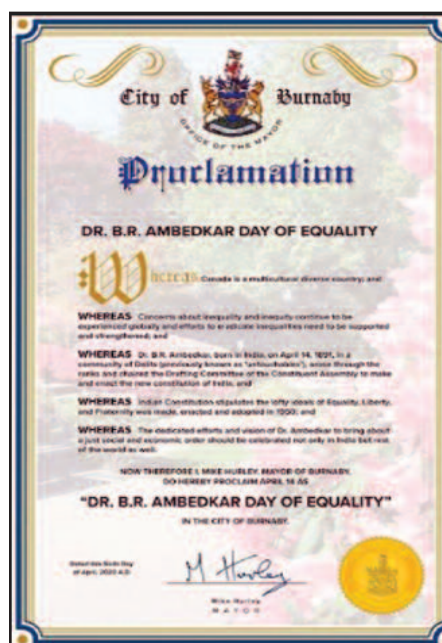 City of Burnaby
OFFICE OF THE MAYOR
Proclamation
DR. B.R. AMBEDKAR DAY OF EQUALITY
Whereas Canada is a multicultural diverse country; and
WHEREAS Concerns about inequality and inequity continue to be
experienced globally and efforts to eradicate inequalities need to be supported
and strengthened; and
WHEREAS Dr. B.R. Ambedkar, born in India, on April 14, 1891, in a
community of Dalits (previously known as "untouchables"), arose through the
ranks and chaired the Drafting Committee of the Constituent Assembly to make
and enact the new constitution of India, and
WHEREAS Indian Constitution stipulates the lofty ideals of Equality, Liberty,
and Fraternity was made, enacted and adopted in 1950; and
WHEREAS The dedicated efforts and vision of Dr. Ambedkar to bring about
a just social and economic order should be celebrated not only in India but rest
of the world as well:
NOW THEREFORE I, MIKE HURLEY, MAYOR OF BURNABY,
DO HEREBY PROCLAIM APRIL 14 AS
"DR. B.R. AMBEDKAR DAY OF EQUALITY"
IN THE CITY OF BURNABY.
Dated this Sixth Day
of April, 2020 A.D.
M Hurley
Mike Hurley
MAYOR